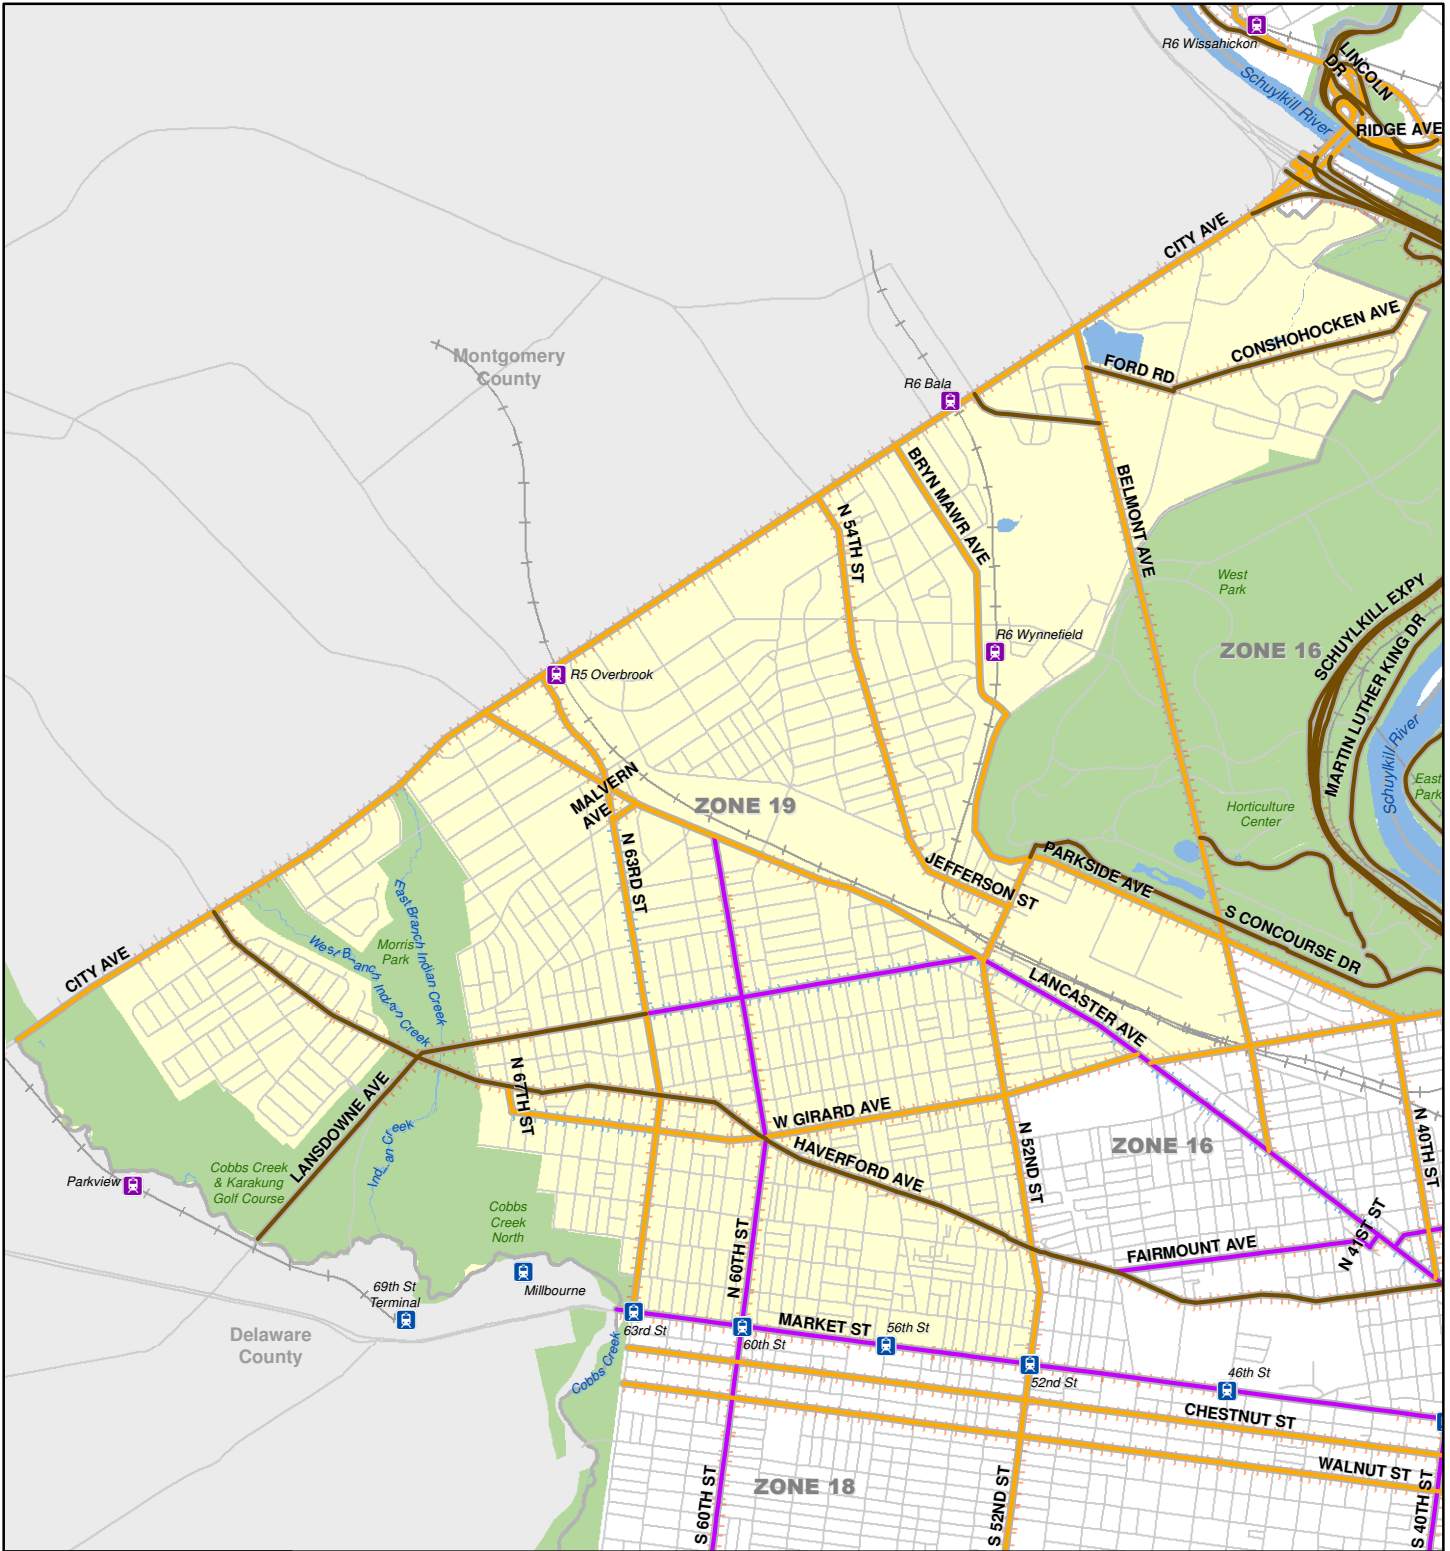 R6 Wissahickon
LINCOLN
DR
Schuylkill River
RIDGE AVE
CITY AVE
CONSHOHOCKEN AVE
Montgomery
County
FORD RD
R6 Bala
BRYN MAWR AVE
BELMONT AVE
N 54TH ST
West
Park
SCHUYLKILL EXPY
R6 Wynnefield
ZONE 16
MARTIN LUTHER KING DR
R5 Overbrook
Schuylkill River
East
Park
MALVERN
AVE
ZONE 19
Horticulture
Center
N 63RD ST
JEFFERSON ST
PARKSIDE AVE
East Branch Indian Creek
S CONCOURSE DR
West Branch Indian Creek
Morris
Park
CITY AVE
LANCASTER AVE
N 67TH ST
LANSDOWNE AVE
W GIRARD AVE
Indian Creek
HAVERFORD AVE
N 52ND ST
ZONE 16
N 40TH ST
Parkview
Cobbs Creek
& Karakung
Golf Course
Cobbs
Creek
North
N 60TH ST
FAIRMOUNT AVE
N 41ST ST
69th St
Terminal
Millbourne
Delaware
County
63rd St
60th St
MARKET ST
56th St
52nd St
46th St
Cobbs Creek
CHESTNUT ST
WALNUT ST
ZONE 18
S 60TH ST
S 52ND ST
S 40TH ST